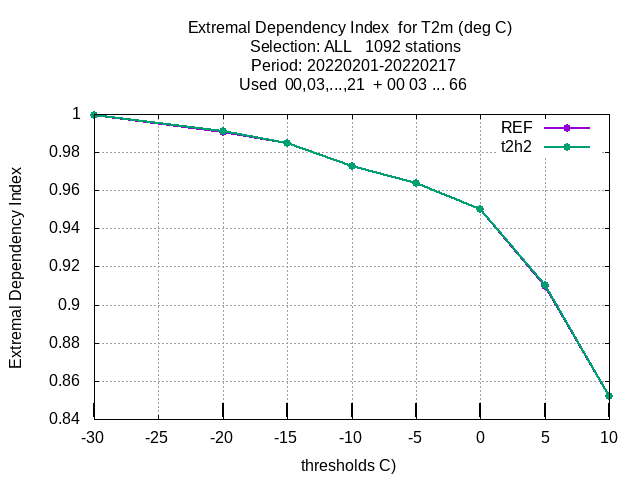 Extremal Dependency Index  for T2m (deg C)
Selection: ALL   1092 stations
Period: 20220201-20220217
Used  00,03,...,21  + 00 03 ... 66
REF
t2h2
Extremal Dependency Index
1
0.98
0.96
0.94
0.92
0.9
0.88
0.86
0.84
-30 -25 -20 -15 -10 -5 0 5 10
thresholds C)